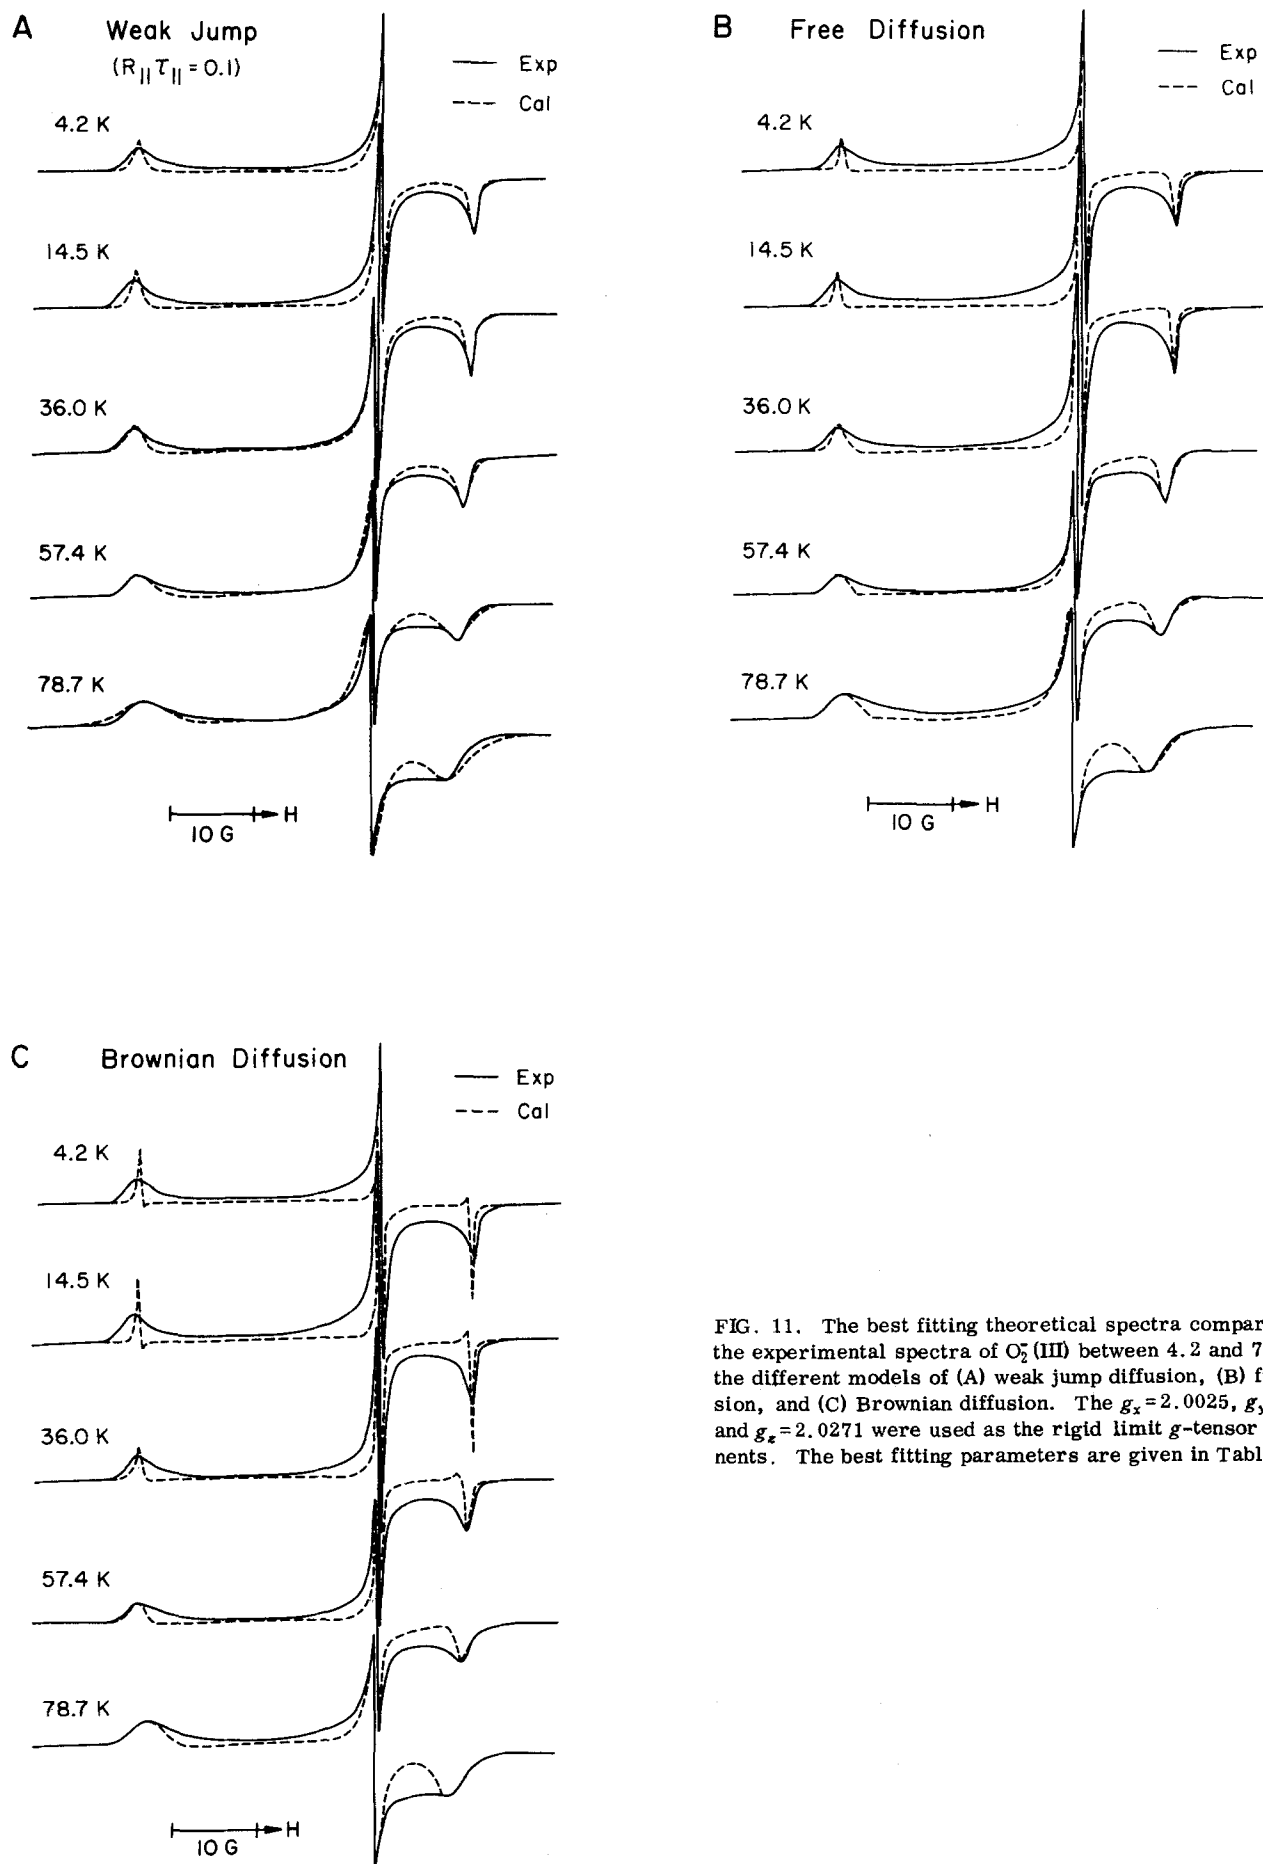 A Weak Jump
(R||τ|| = 0.1)
Exp
Cal
4.2 K
14.5 K
36.0 K
57.4 K
78.7 K
10 G
H
B Free Diffusion
Exp
Cal
4.2 K
14.5 K
36.0 K
57.4 K
78.7 K
10 G
H
C Brownian Diffusion
Exp
Cal
4.2 K
14.5 K
36.0 K
57.4 K
78.7 K
10 G
H
FIG. 11. The best fitting theoretical spectra compar
the experimental spectra of O₂⁻(III) between 4.2 and 7
the different models of (A) weak jump diffusion, (B) f
sion, and (C) Brownian diffusion. The gₓ=2.0025, g
and g_z=2.0271 were used as the rigid limit g-tensor
nents. The best fitting parameters are given in Tabl